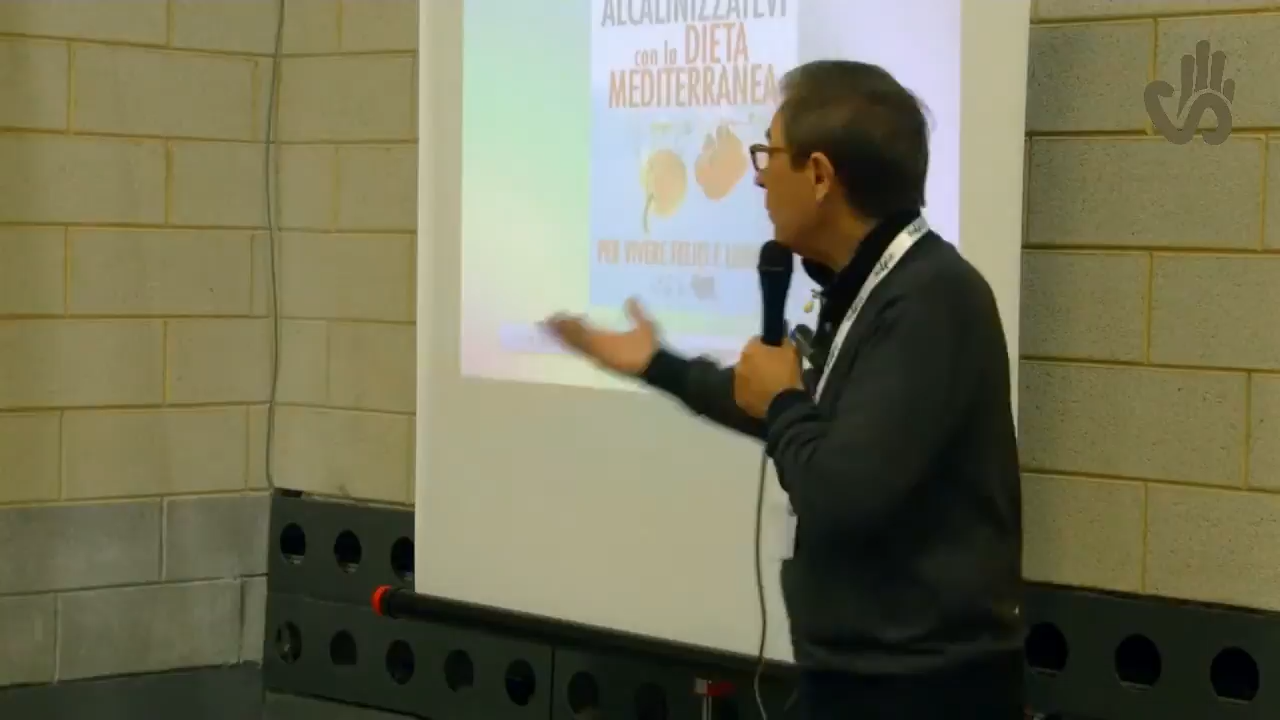 ALCALINIZZATEVI
con la DIETA
MEDITERRANEA
PER VIVERE FELICI E